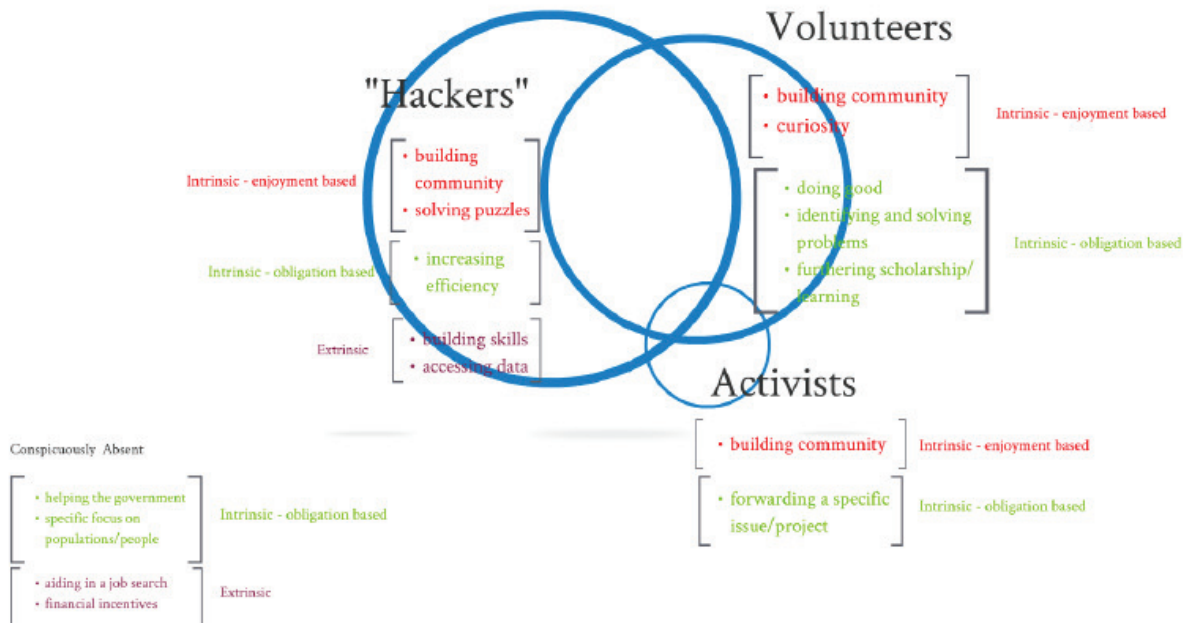 Volunteers
• building community
• curiosity
Intrinsic - enjoyment based
• doing good
• identifying and solving
problems
• furthering scholarship/
learning
Intrinsic - obligation based
"Hackers"
Intrinsic - enjoyment based
• building
community
• solving puzzles
Intrinsic - obligation based
• increasing
efficiency
Extrinsic
• building skills
• accessing data
Activists
• building community
Intrinsic - enjoyment based
• forwarding a specific
issue/project
Intrinsic - obligation based
Conspicuously Absent
• helping the government
• specific focus on
populations/people
Intrinsic - obligation based
• aiding in a job search
• financial incentives
Extrinsic